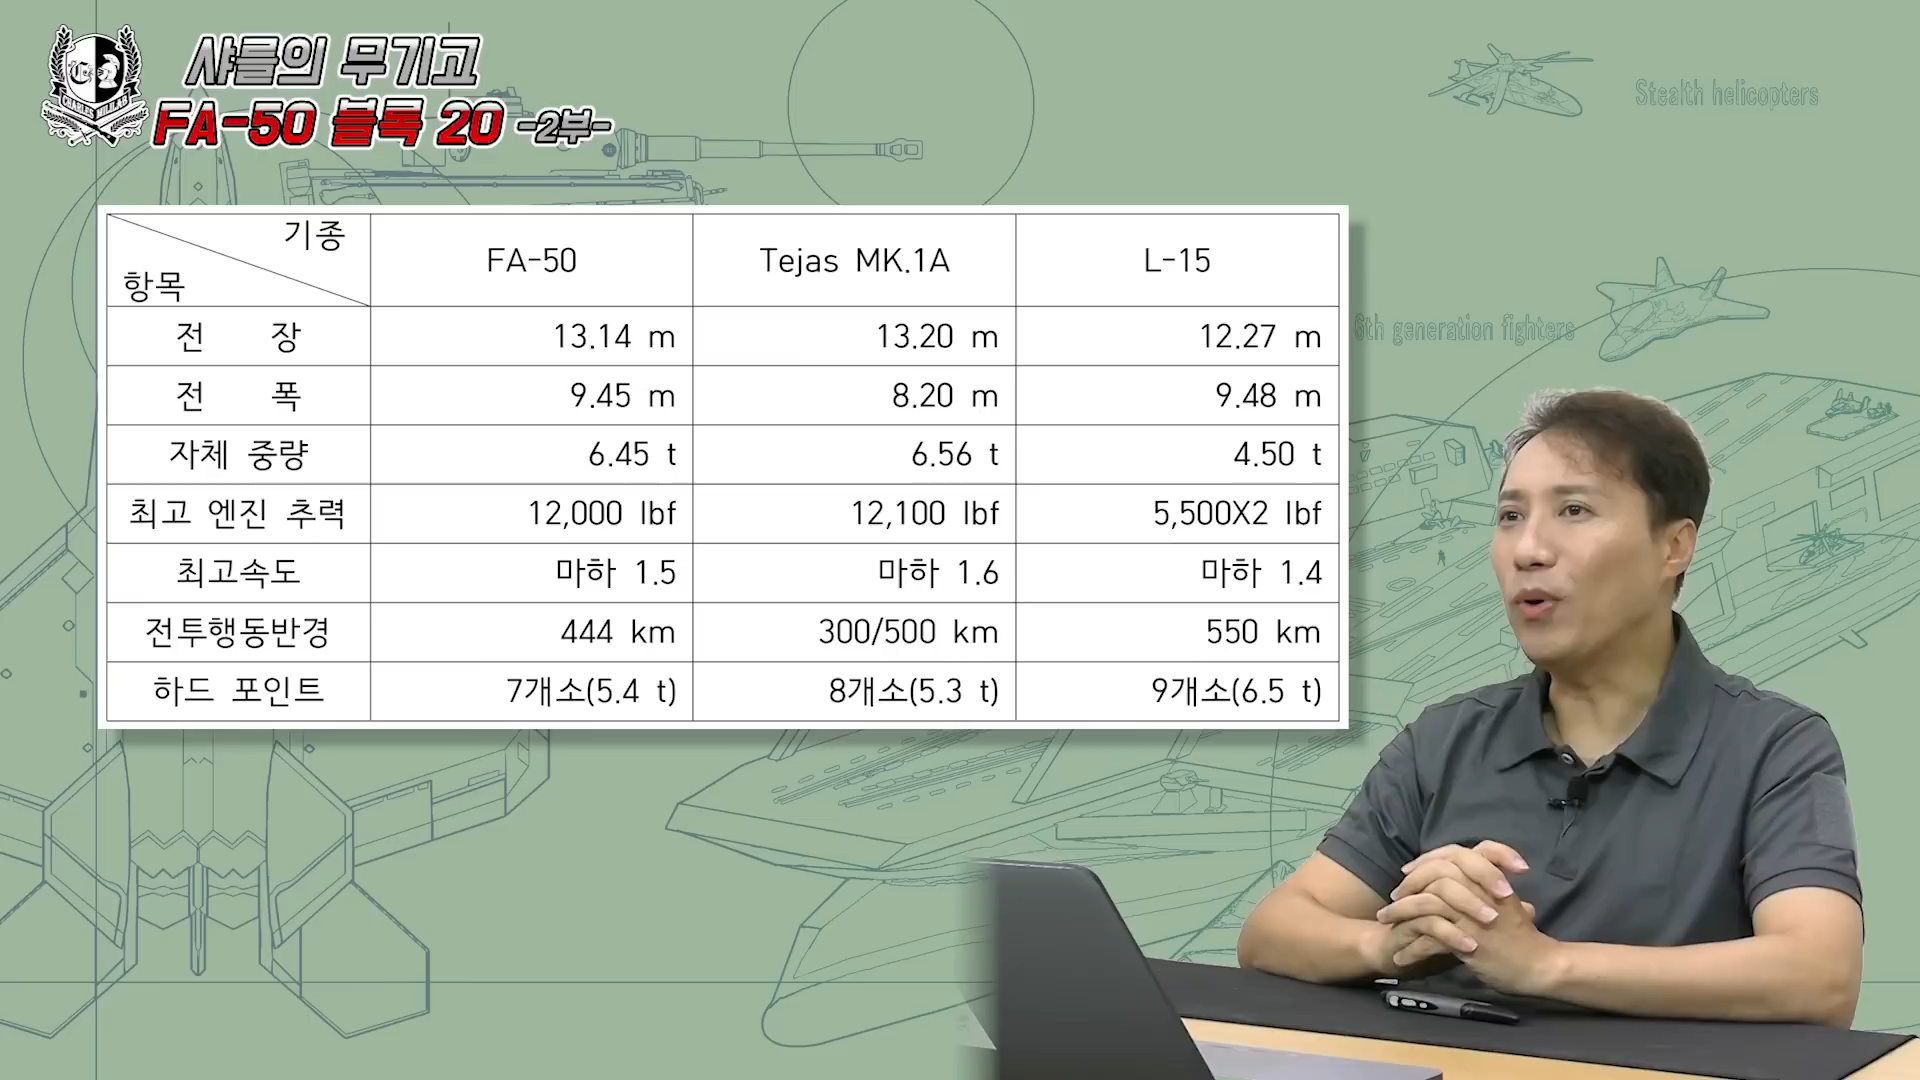 샤를의 무기고
FA-50 블록 20 -2부-
CHARLES MILILAB
Stealth helicopters
6th generation fighters
기종
항목
FA-50 Tejas MK.1A L-15
전 장 13.14 m 13.20 m 12.27 m
전 폭 9.45 m 8.20 m 9.48 m
자체 중량 6.45 t 6.56 t 4.50 t
최고 엔진 추력 12,000 lbf 12,100 lbf 5,500X2 lbf
최고속도 마하 1.5 마하 1.6 마하 1.4
전투행동반경 444 km 300/500 km 550 km
하드 포인트 7개소(5.4 t) 8개소(5.3 t) 9개소(6.5 t)